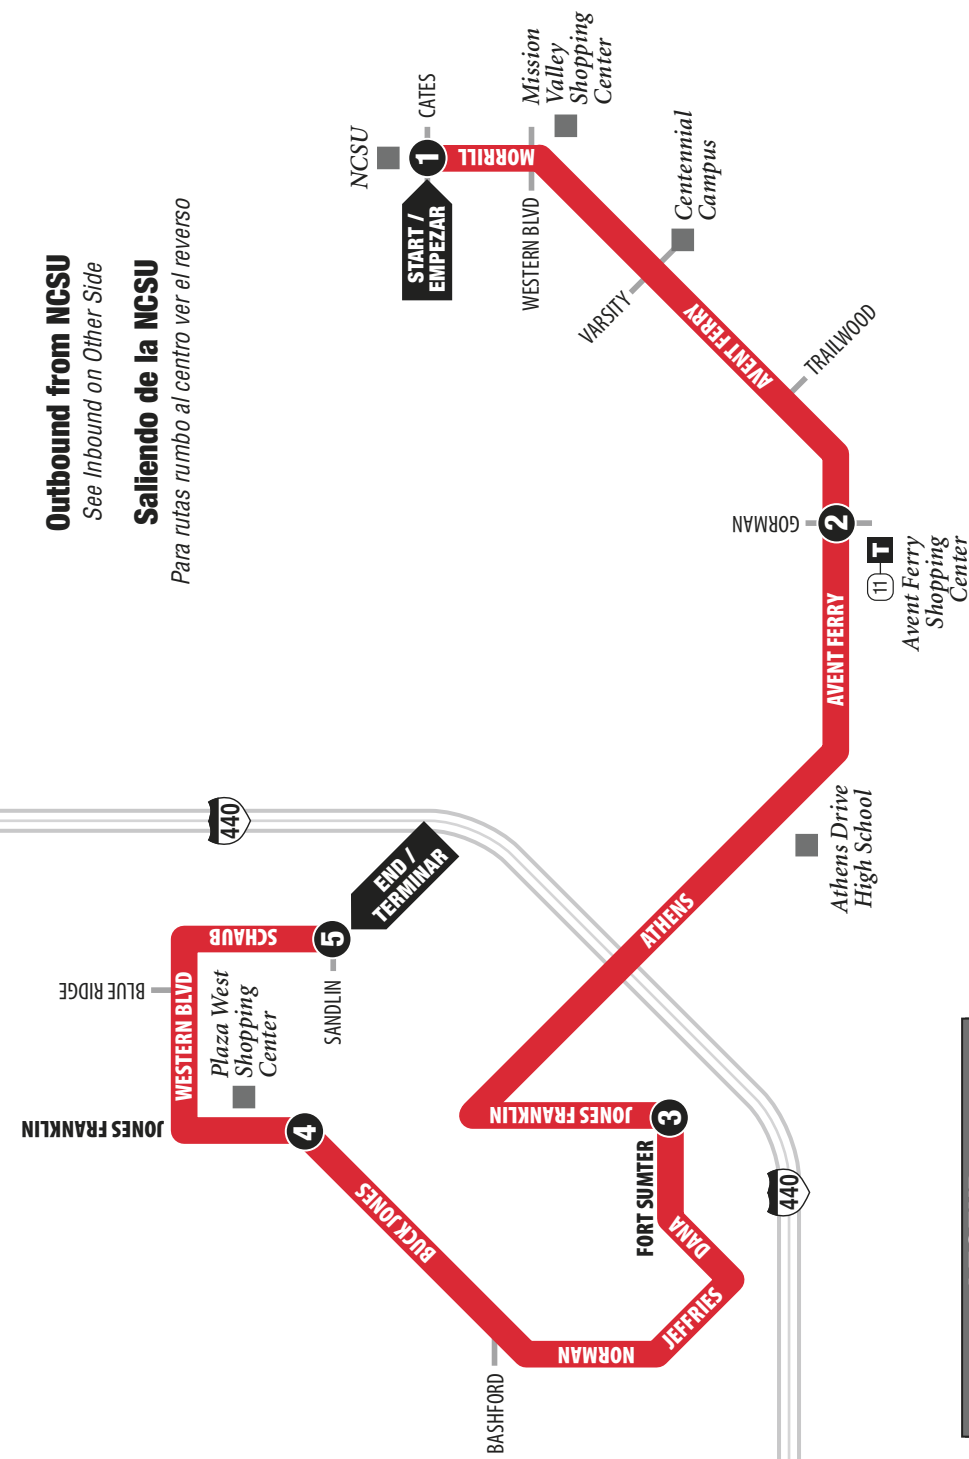 Outbound from NCSU
See Inbound on Other Side
Saliendo de la NCSU
Para rutas rumbo al centro ver el reverso
NCSU
CATES
1
START /
EMPEZAR
MORRILL
WESTERN BLVD
Mission
Valley
Shopping
Center
VARSITY
Centennial
Campus
AVENT FERRY
TRAILWOOD
GORMAN
2
11
T
Avent Ferry
Shopping
Center
AVENT FERRY
Athens Drive
High School
ATHENS
440
JONES FRANKLIN
3
FORT SUMTER
DANA
JEFFRIES
NORMAN
BASHFORD
BUCK JONES
4
JONES FRANKLIN
Plaza West
Shopping
Center
WESTERN BLVD
BLUE RIDGE
SCHAUB
5
SANDLIN
END /
TERMINAR
440